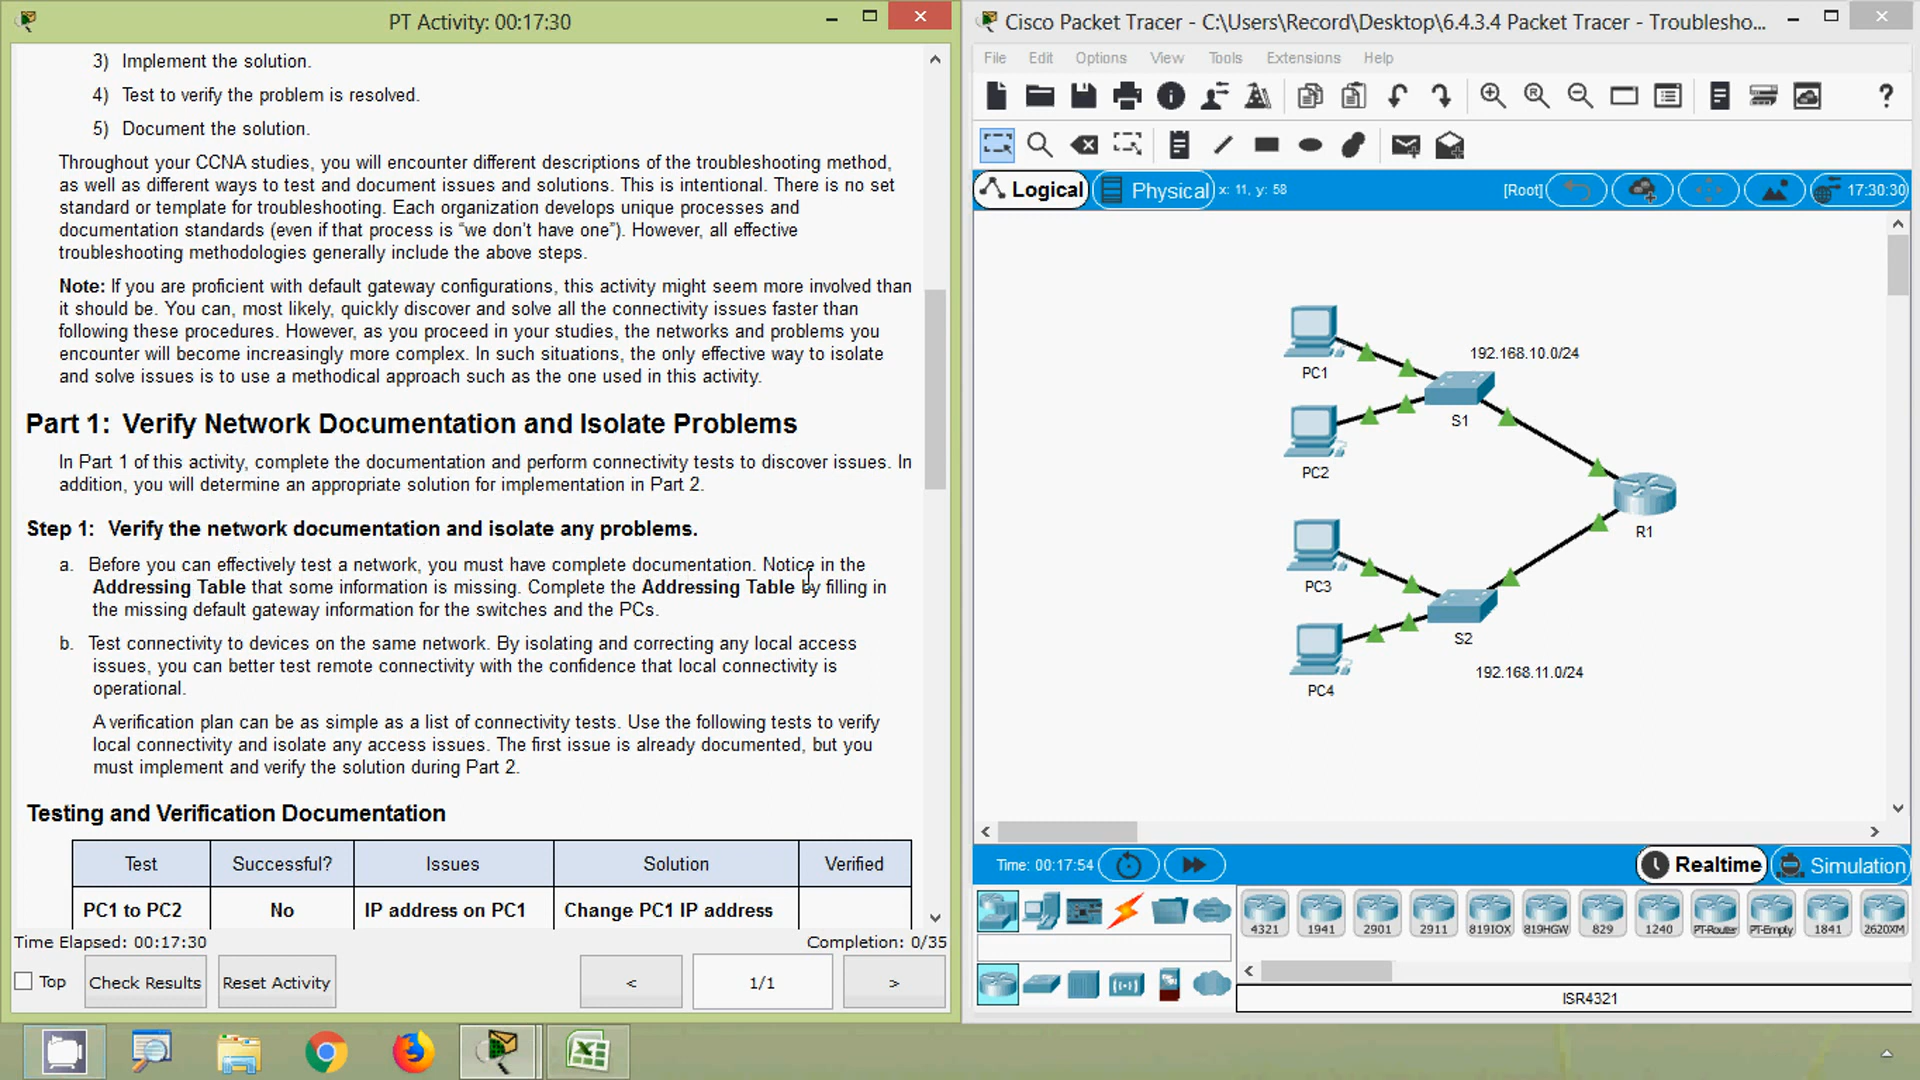 PT Activity: 00:17:30
3) Implement the solution.
4) Test to verify the problem is resolved.
5) Document the solution.
Throughout your CCNA studies, you will encounter different descriptions of the troubleshooting method,
as well as different ways to test and document issues and solutions. This is intentional. There is no set
standard or template for troubleshooting. Each organization develops unique processes and
documentation standards (even if that process is “we don’t have one”). However, all effective
troubleshooting methodologies generally include the above steps.
Note: If you are proficient with default gateway configurations, this activity might seem more involved than
it should be. You can, most likely, quickly discover and solve all the connectivity issues faster than
following these procedures. However, as you proceed in your studies, the networks and problems you
encounter will become increasingly more complex. In such situations, the only effective way to isolate
and solve issues is to use a methodical approach such as the one used in this activity.
Part 1: Verify Network Documentation and Isolate Problems
In Part 1 of this activity, complete the documentation and perform connectivity tests to discover issues. In
addition, you will determine an appropriate solution for implementation in Part 2.
Step 1: Verify the network documentation and isolate any problems.
a. Before you can effectively test a network, you must have complete documentation. Notice in the
Addressing Table that some information is missing. Complete the Addressing Table by filling in
the missing default gateway information for the switches and the PCs.
b. Test connectivity to devices on the same network. By isolating and correcting any local access
issues, you can better test remote connectivity with the confidence that local connectivity is
operational.
A verification plan can be as simple as a list of connectivity tests. Use the following tests to verify
local connectivity and isolate any access issues. The first issue is already documented, but you
must implement and verify the solution during Part 2.
Testing and Verification Documentation
Test Successful? Issues Solution Verified
PC1 to PC2 No IP address on PC1 Change PC1 IP address
Time Elapsed: 00:17:30 Completion: 0/35
Top Check Results Reset Activity < 1/1 >
Cisco Packet Tracer - C:\Users\Record\Desktop\6.4.3.4 Packet Tracer - Troublesho...
File Edit Options View Tools Extensions Help
Logical Physical x: 11, y: 58 [Root] 17:30:30
PC1
192.168.10.0/24
S1
PC2
R1
PC3
S2
192.168.11.0/24
PC4
Time: 00:17:54 Realtime Simulation
4321 1941 2901 2911 819IOX 819HGW 829 1240 PT-Router PT-Empty 1841 2620XM
ISR4321